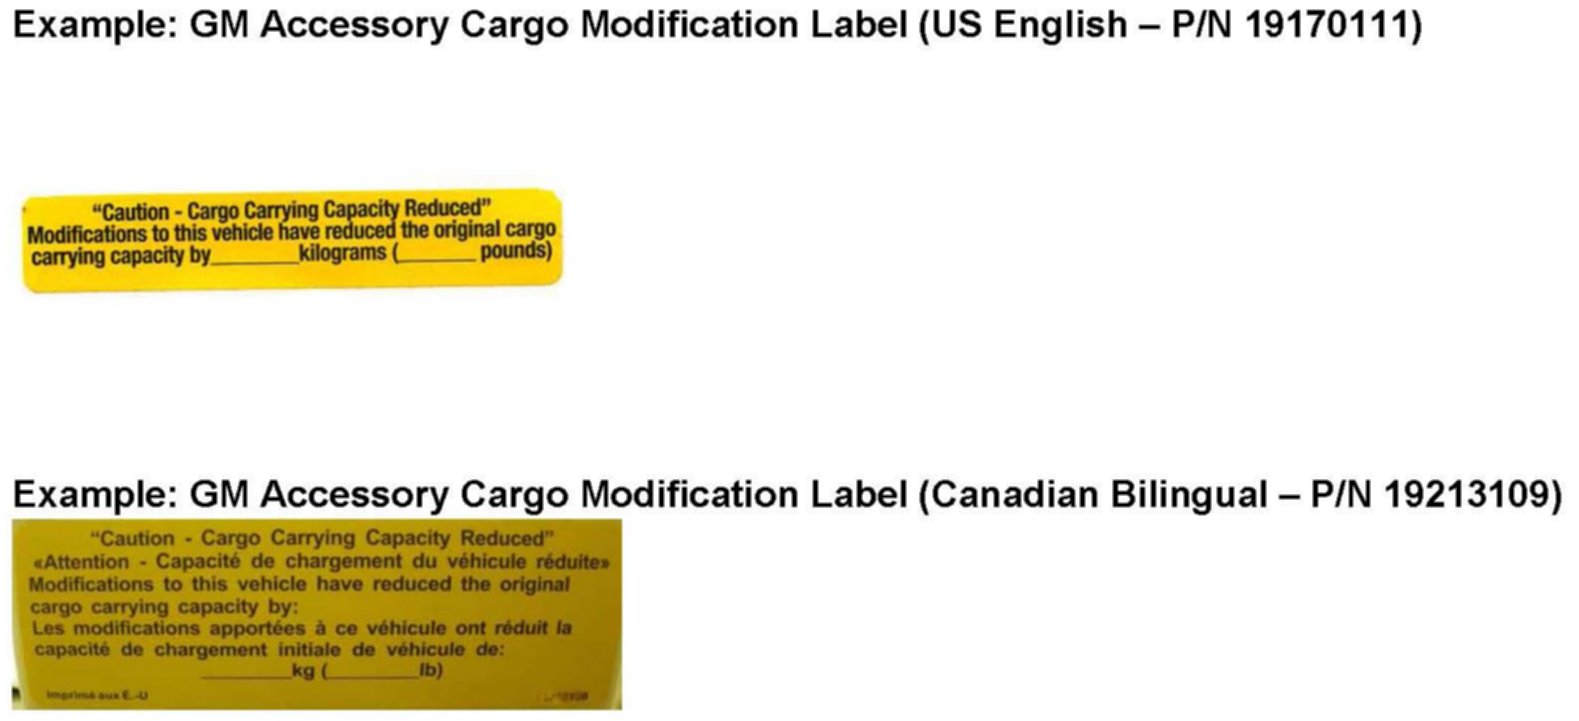 Example: GM Accessory Cargo Modification Label (US English – P/N 19170111)
“Caution - Cargo Carrying Capacity Reduced”
Modifications to this vehicle have reduced the original cargo
carrying capacity by_______kilograms (_______ pounds)
Example: GM Accessory Cargo Modification Label (Canadian Bilingual – P/N 19213109)
“Caution - Cargo Carrying Capacity Reduced”
«Attention - Capacité de chargement du véhicule réduite»
Modifications to this vehicle have reduced the original
cargo carrying capacity by:
Les modifications apportées à ce véhicule ont réduit la
capacité de chargement initiale de véhicule de:
________kg (________lb)
Imprimé aux É.-U